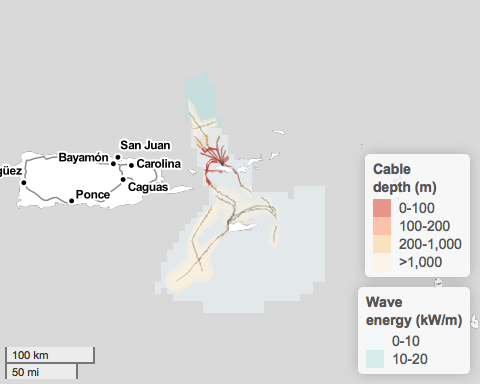 San Juan
Bayamón
Carolina
güez
Caguas
Ponce
Cable
depth (m)
0-100
100-200
200-1,000
>1,000
Wave
energy (kW/m)
0-10
10-20
100 km
50 mi